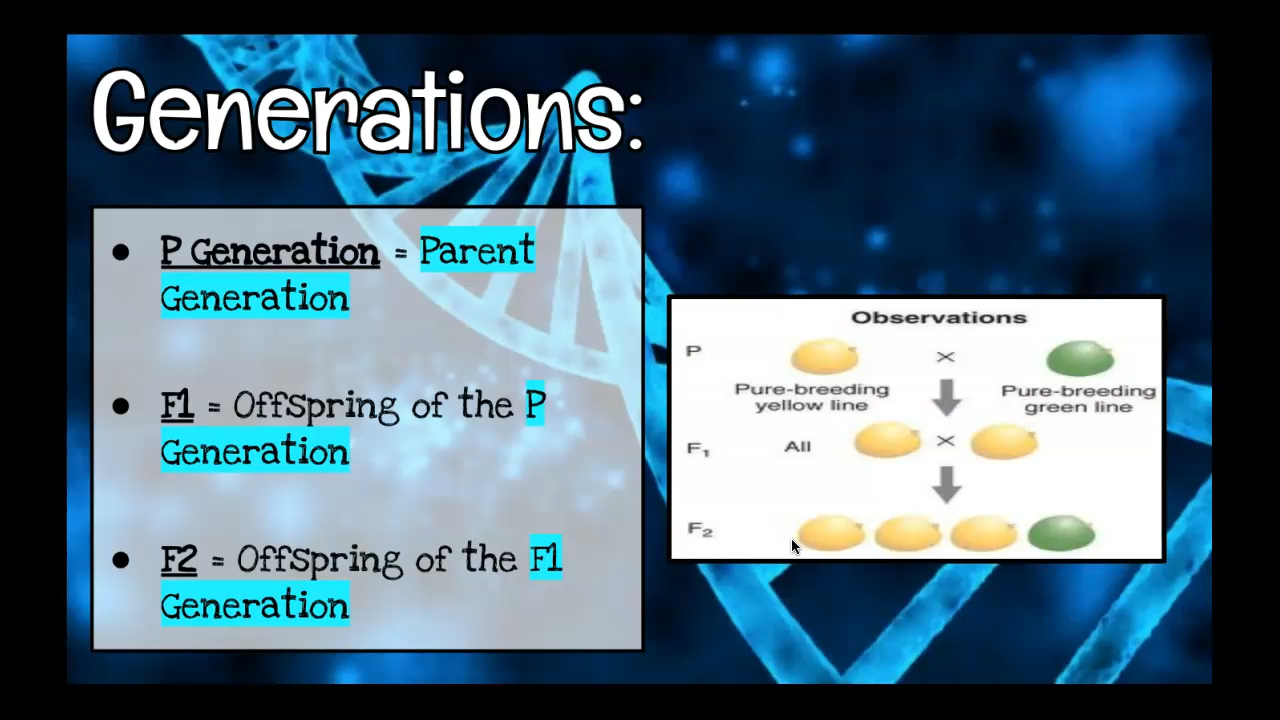 Generations:
● P Generation = Parent
Generation
● F1 = Offspring of the P
Generation
● F2 = Offspring of the F1
Generation
Observations
P ×
Pure-breeding yellow line
Pure-breeding green line
F₁ All ×
F₂